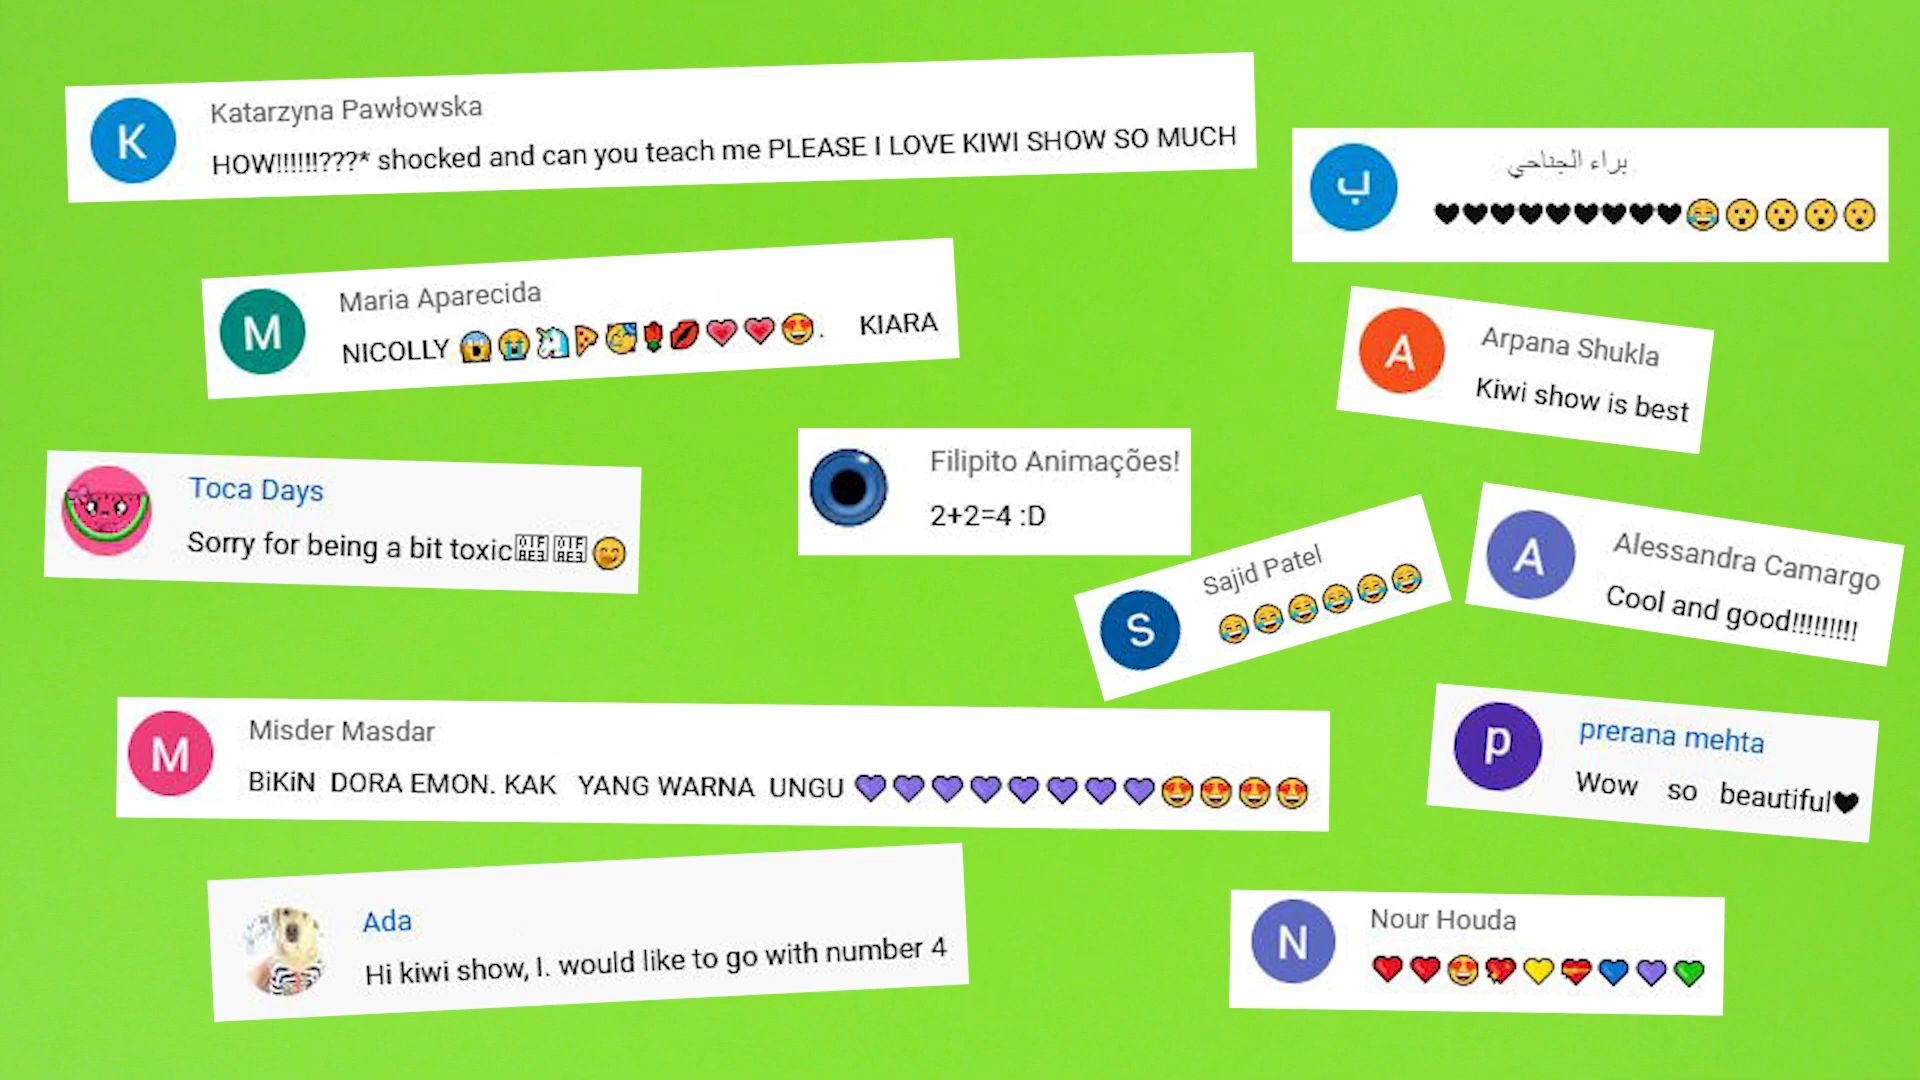 K
Katarzyna Pawłowska
HOW!!!!!!???* shocked and can you teach me PLEASE I LOVE KIWI SHOW SO MUCH
ب
براء الجناحي
🖤🖤🖤🖤🖤🖤🖤🖤🖤😂😮😮😮😮
M
Maria Aparecida
NICOLLY 😱😭🦄🍕🥳🌹💋💗💗😍. KIARA
A
Arpana Shukla
Kiwi show is best
Toca Days
Sorry for being a bit toxic😊
Filipito Animações!
2+2=4 :D
S
Sajid Patel
😂😂😂😂😂😂
A
Alessandra Camargo
Cool and good!!!!!!!!!
M
Misder Masdar
BiKiN DORA EMON. KAK YANG WARNA UNGU 💜💜💜💜💜💜💜💜😍😍😍😍
p
prerana mehta
Wow so beautiful🖤
Ada
Hi kiwi show, I. would like to go with number 4
N
Nour Houda
❤️❤️😍💖💛💝💙💜💚